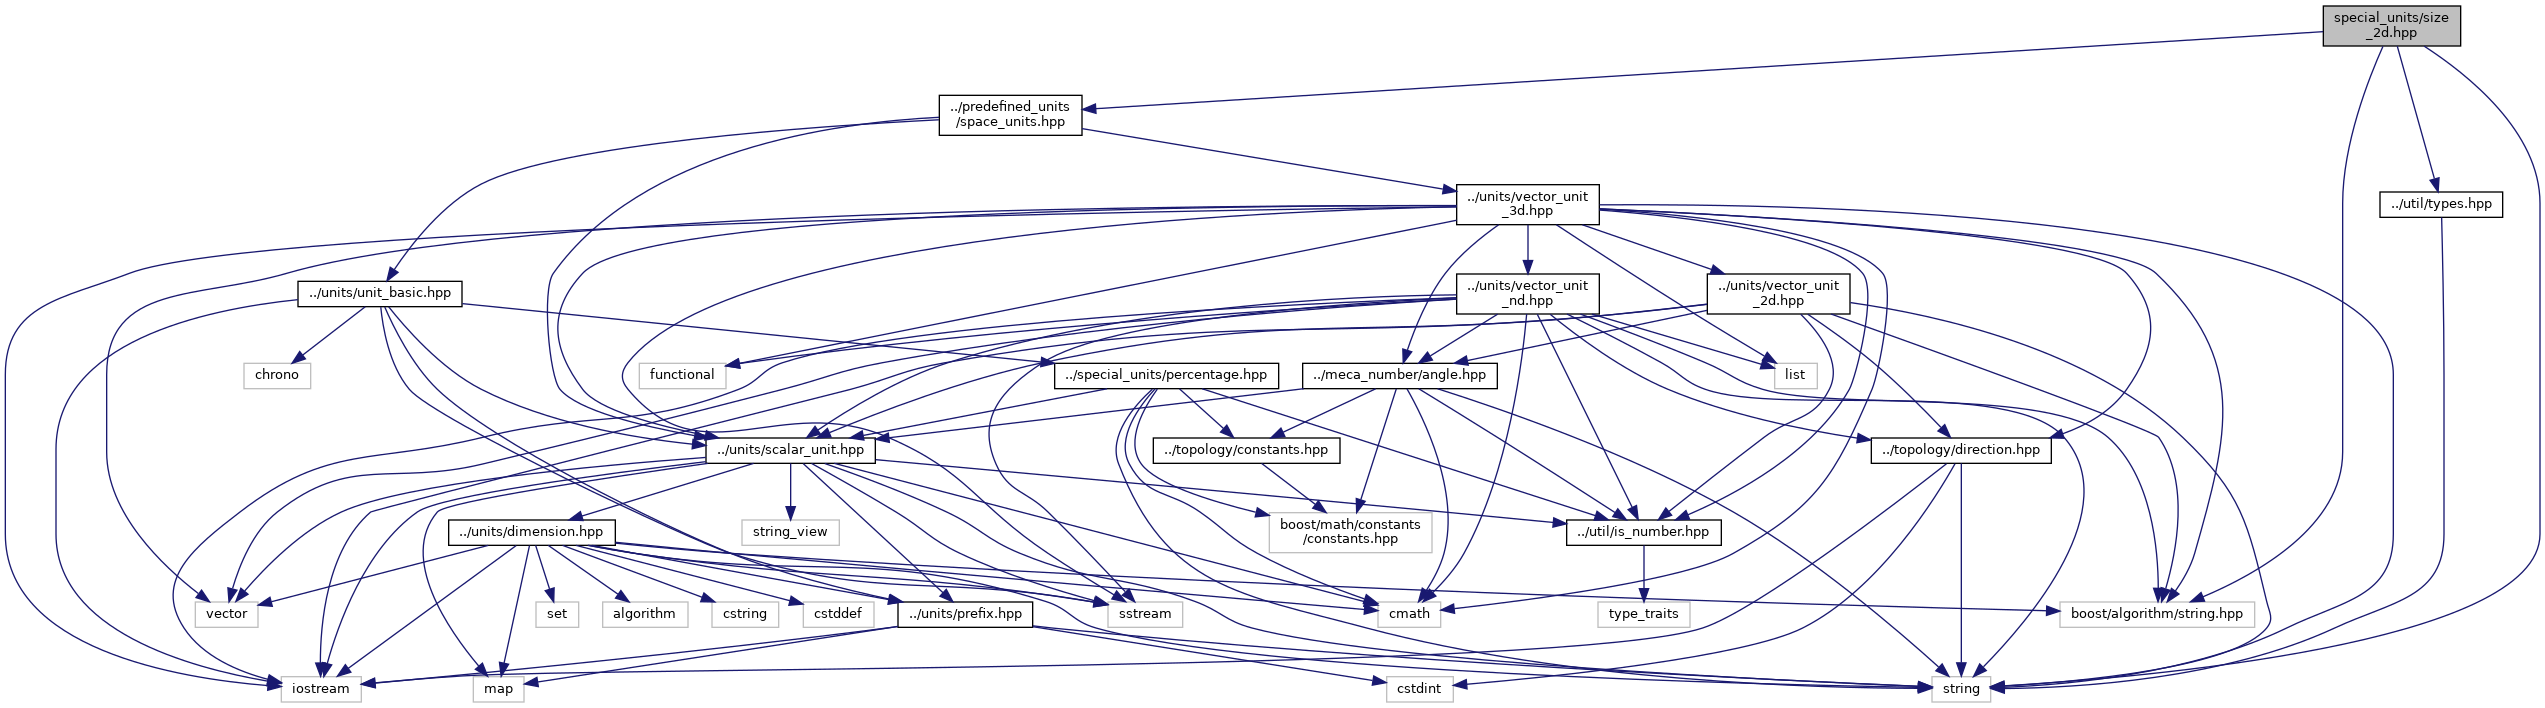 special_units/size
_2d.hpp
../predefined_units
/space_units.hpp
../units/vector_unit
_3d.hpp
../util/types.hpp
../units/unit_basic.hpp
../units/vector_unit
_nd.hpp
../units/vector_unit
_2d.hpp
chrono
functional
../special_units/percentage.hpp
../meca_number/angle.hpp
list
../units/scalar_unit.hpp
../topology/constants.hpp
../topology/direction.hpp
../units/dimension.hpp
string_view
boost/math/constants
/constants.hpp
../util/is_number.hpp
vector
set
algorithm
cstring
cstddef
../units/prefix.hpp
sstream
cmath
type_traits
boost/algorithm/string.hpp
iostream
map
cstdint
string